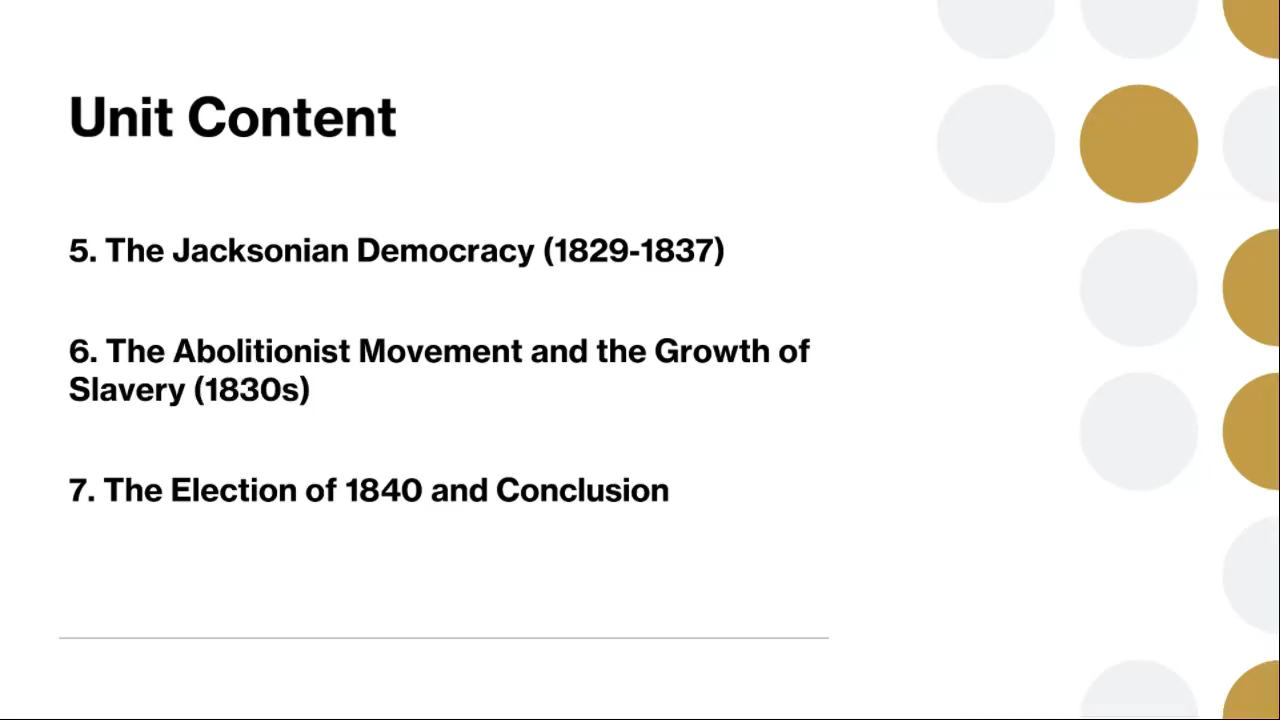 Unit Content
5. The Jacksonian Democracy (1829-1837)
6. The Abolitionist Movement and the Growth of
Slavery (1830s)
7. The Election of 1840 and Conclusion